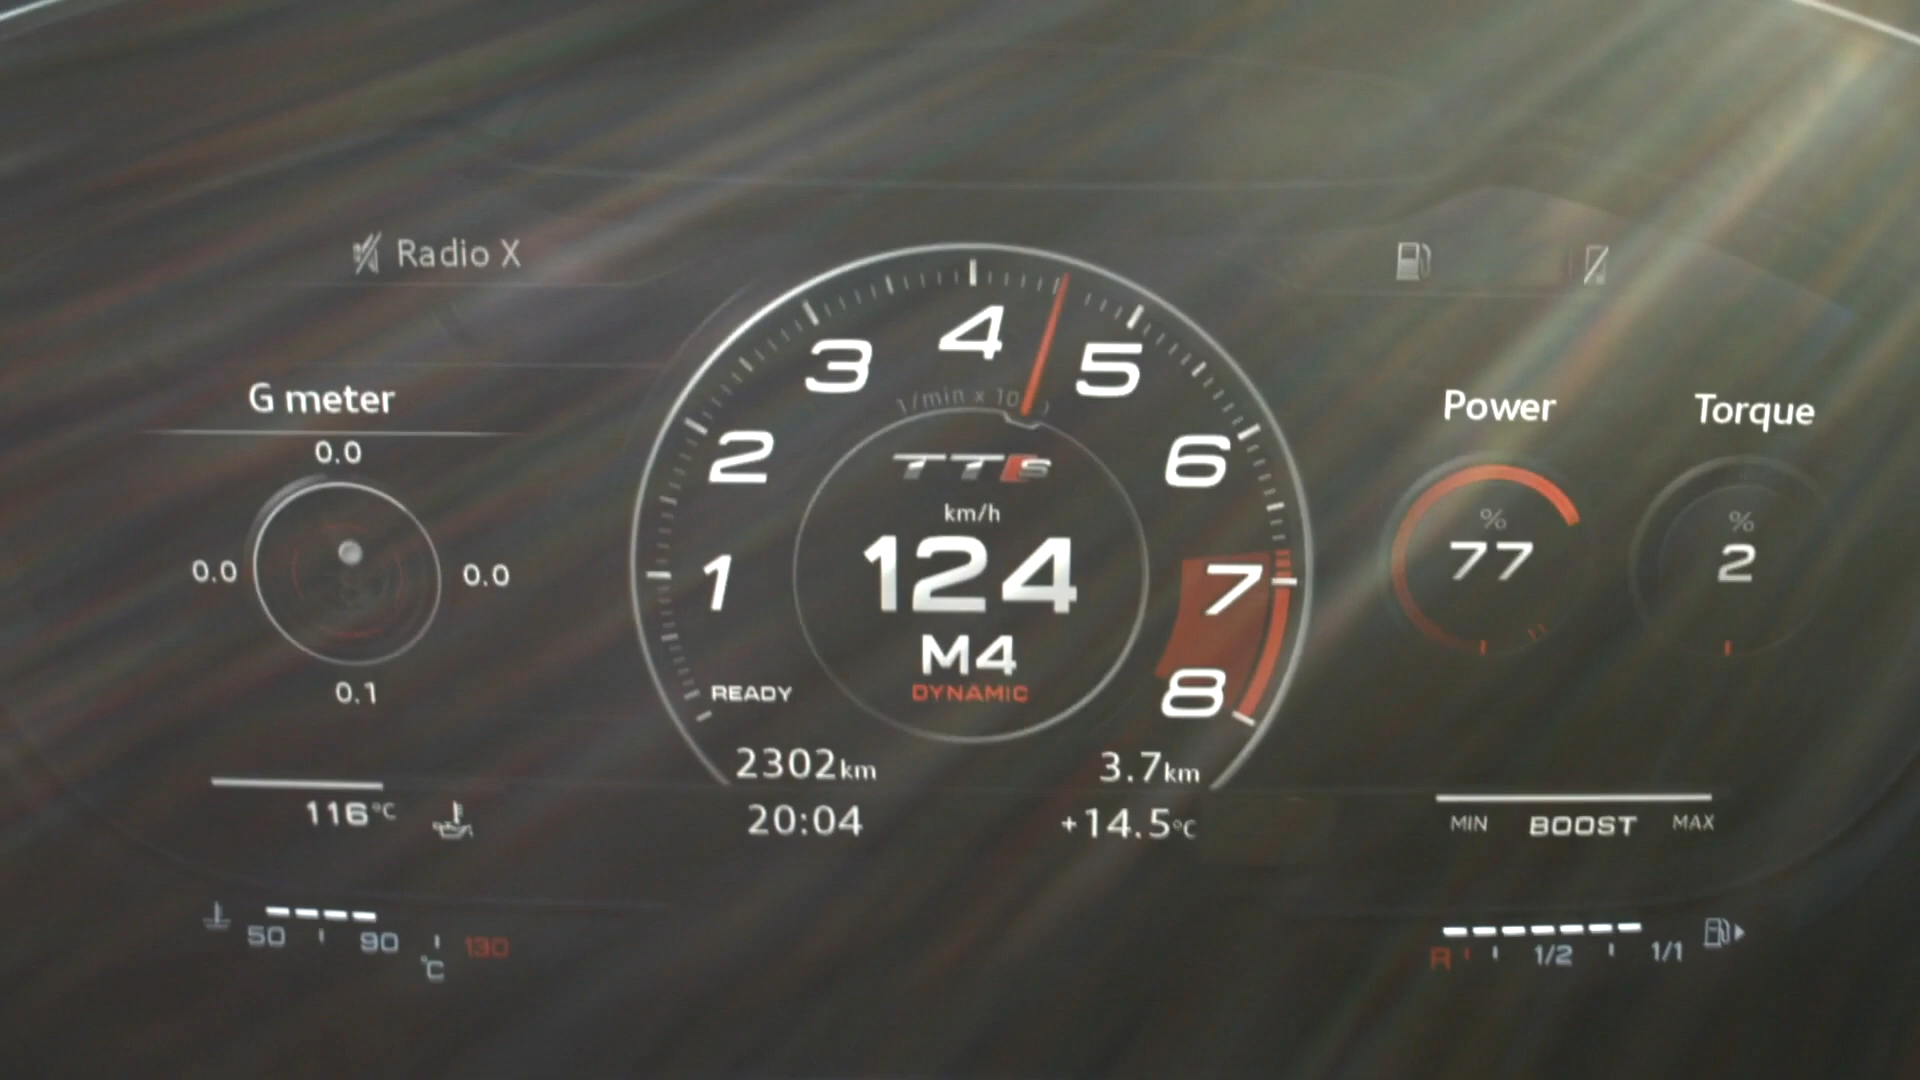 Radio X
G meter
0.0
0.0
0.0
0.1
116°C
50 90 130
°C
1 2 3 4 5 6 7 8
1/min x 10
TTS
km/h
124
M4
DYNAMIC
READY
2302km
3.7km
20:04
+14.5°C
Power
%
77
Torque
%
2
MIN BOOST MAX
R 1/2 1/1